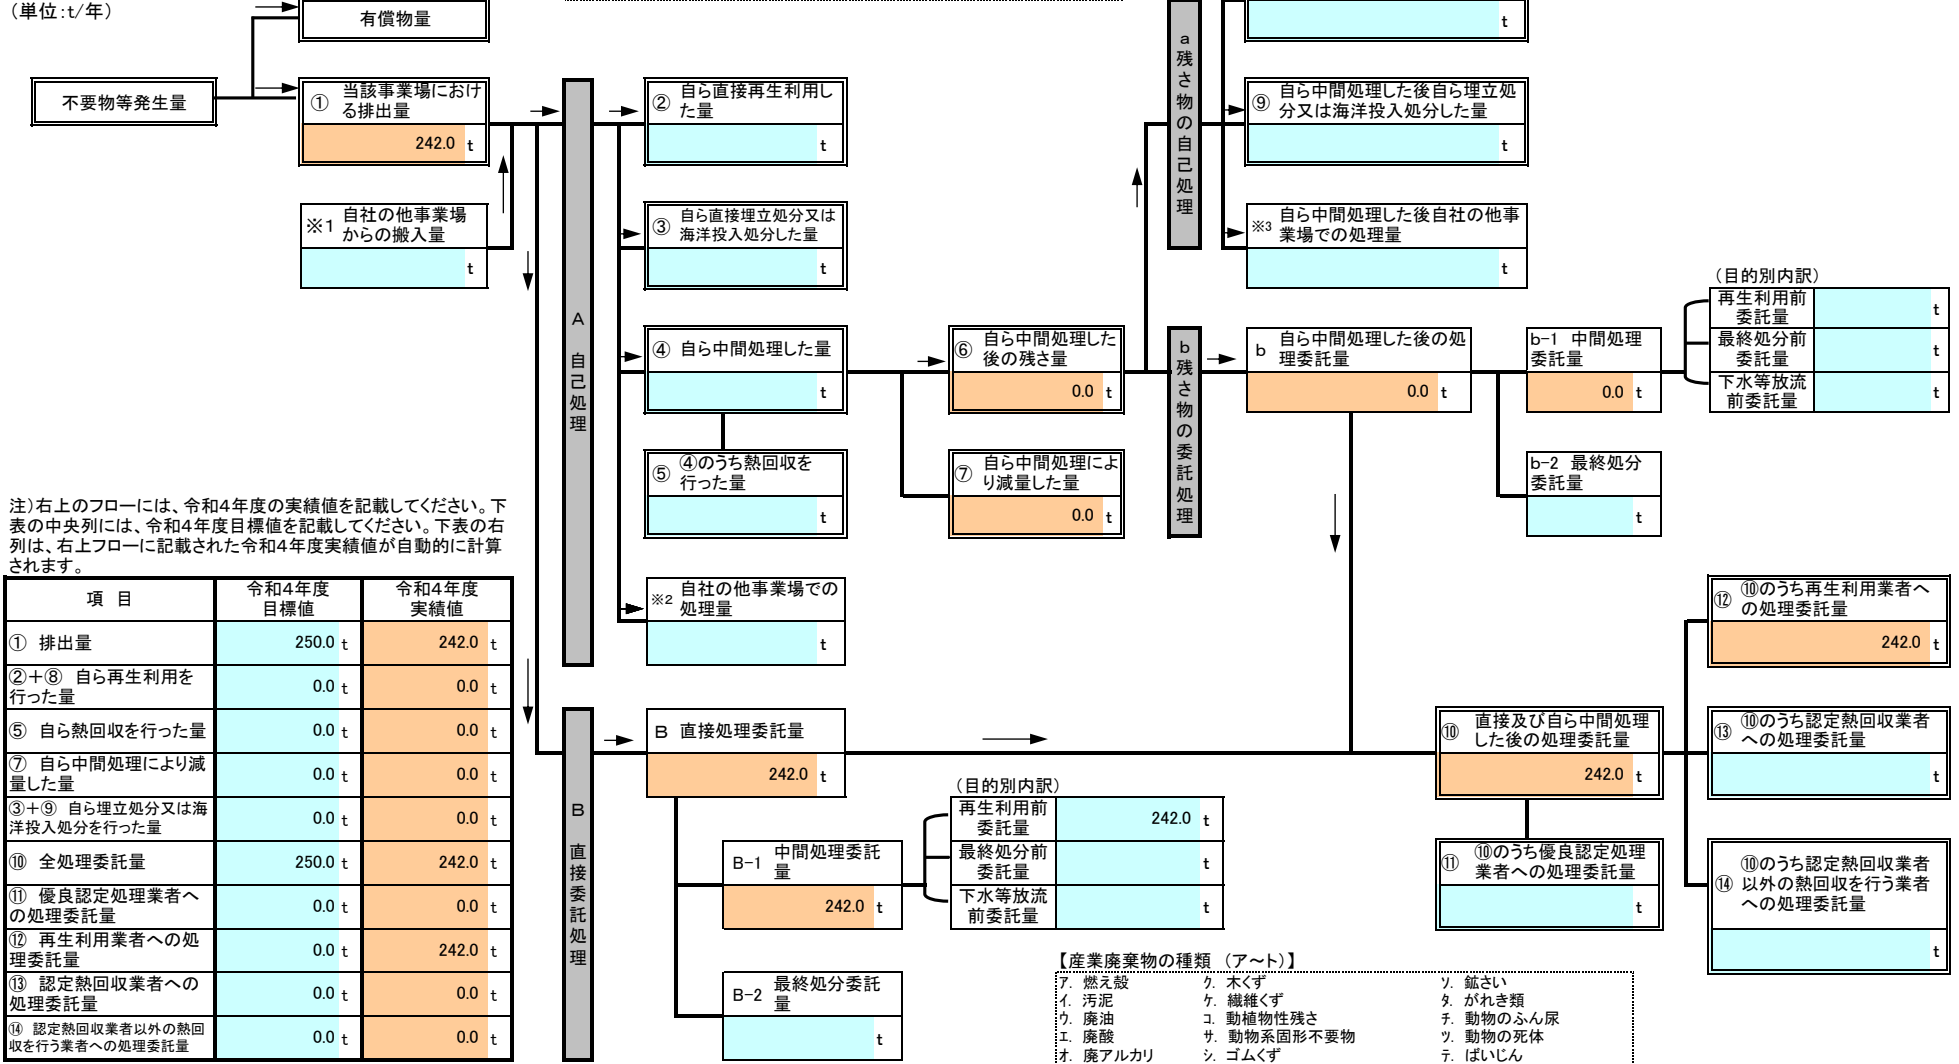 （単位：t/年）
有償物量
t
不要物等発生量
① 当該事業場におけ
る排出量
242.0 t
② 自ら直接再生利用し
た量
t
⑨ 自ら中間処理した後自ら埋立処
分又は海洋投入処分した量
t
a残さ物の自己処理
※1 自社の他事業場
からの搬入量
t
③ 自ら直接埋立処分又は
海洋投入処分した量
t
※3 自ら中間処理した後自社の他事
業場での処理量
t
A 自己処理
④ 自ら中間処理した量
t
⑥ 自ら中間処理した
後の残さ量
0.0 t
b残さ物の委託処理
b 自ら中間処理した後の処
理委託量
0.0 t
b-1 中間処理
委託量
0.0 t
（目的別内訳）
再生利用前
委託量 t
最終処分前
委託量 t
下水等放流
前委託量 t
⑤ ④のうち熱回収を
行った量
t
⑦ 自ら中間処理によ
り減量した量
0.0 t
b-2 最終処分
委託量
t
注）右上のフローには、令和４年度の実績値を記載してください。下
表の中央列には、令和４年度目標値を記載してください。下表の右
列は、右上フローに記載された令和４年度実績値が自動的に計算
されます。
※2 自社の他事業場での
処理量
t
項 目 令和４年度
目標値 令和４年度
実績値
① 排出量 250.0 t 242.0 t
②＋⑧ 自ら再生利用を
行った量 0.0 t 0.0 t
⑤ 自ら熱回収を行った量 0.0 t 0.0 t
⑦ 自ら中間処理により減
量した量 0.0 t 0.0 t
③＋⑨ 自ら埋立処分又は海
洋投入処分を行った量 0.0 t 0.0 t
⑩ 全処理委託量 250.0 t 242.0 t
⑪ 優良認定処理業者へ
の処理委託量 0.0 t 0.0 t
⑫ 再生利用業者への処
理委託量 0.0 t 242.0 t
⑬ 認定熱回収業者への
処理委託量 0.0 t 0.0 t
⑭ 認定熱回収業者以外の熱回
収を行う業者への処理委託量 0.0 t 0.0 t
B 直接委託処理
B 直接処理委託量
242.0 t
B-1 中間処理委託
量
242.0 t
（目的別内訳）
再生利用前
委託量 242.0 t
最終処分前
委託量 t
下水等放流
前委託量 t
B-2 最終処分委託
量
t
⑩ 直接及び自ら中間処理
した後の処理委託量
242.0 t
⑪ ⑩のうち優良認定処理
業者への処理委託量
t
⑫ ⑩のうち再生利用業者へ
の処理委託量
242.0 t
⑬ ⑩のうち認定熱回収業者
への処理委託量
t
⑭ ⑩のうち認定熱回収業者
以外の熱回収を行う業者
への処理委託量
t
【産業廃棄物の種類 （ア～ト）】
ア. 燃え殻 ク. 木くず ソ. 鉱さい
イ. 汚泥 ケ. 繊維くず タ. がれき類
ウ. 廃油 コ. 動植物性残さ チ. 動物のふん尿
エ. 廃酸 サ. 動物系固形不要物 ツ. 動物の死体
オ. 廃アルカリ シ. ゴムくず テ. ばいじん